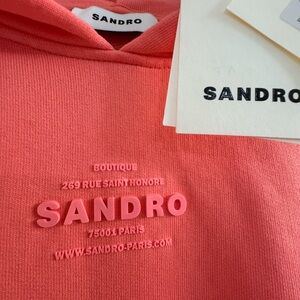 SANDRO
SANDRO
BOUTIQUE
269 RUE SAINT HONORE
SANDRO
75001 PARIS
WWW.SANDRO-PARIS.COM